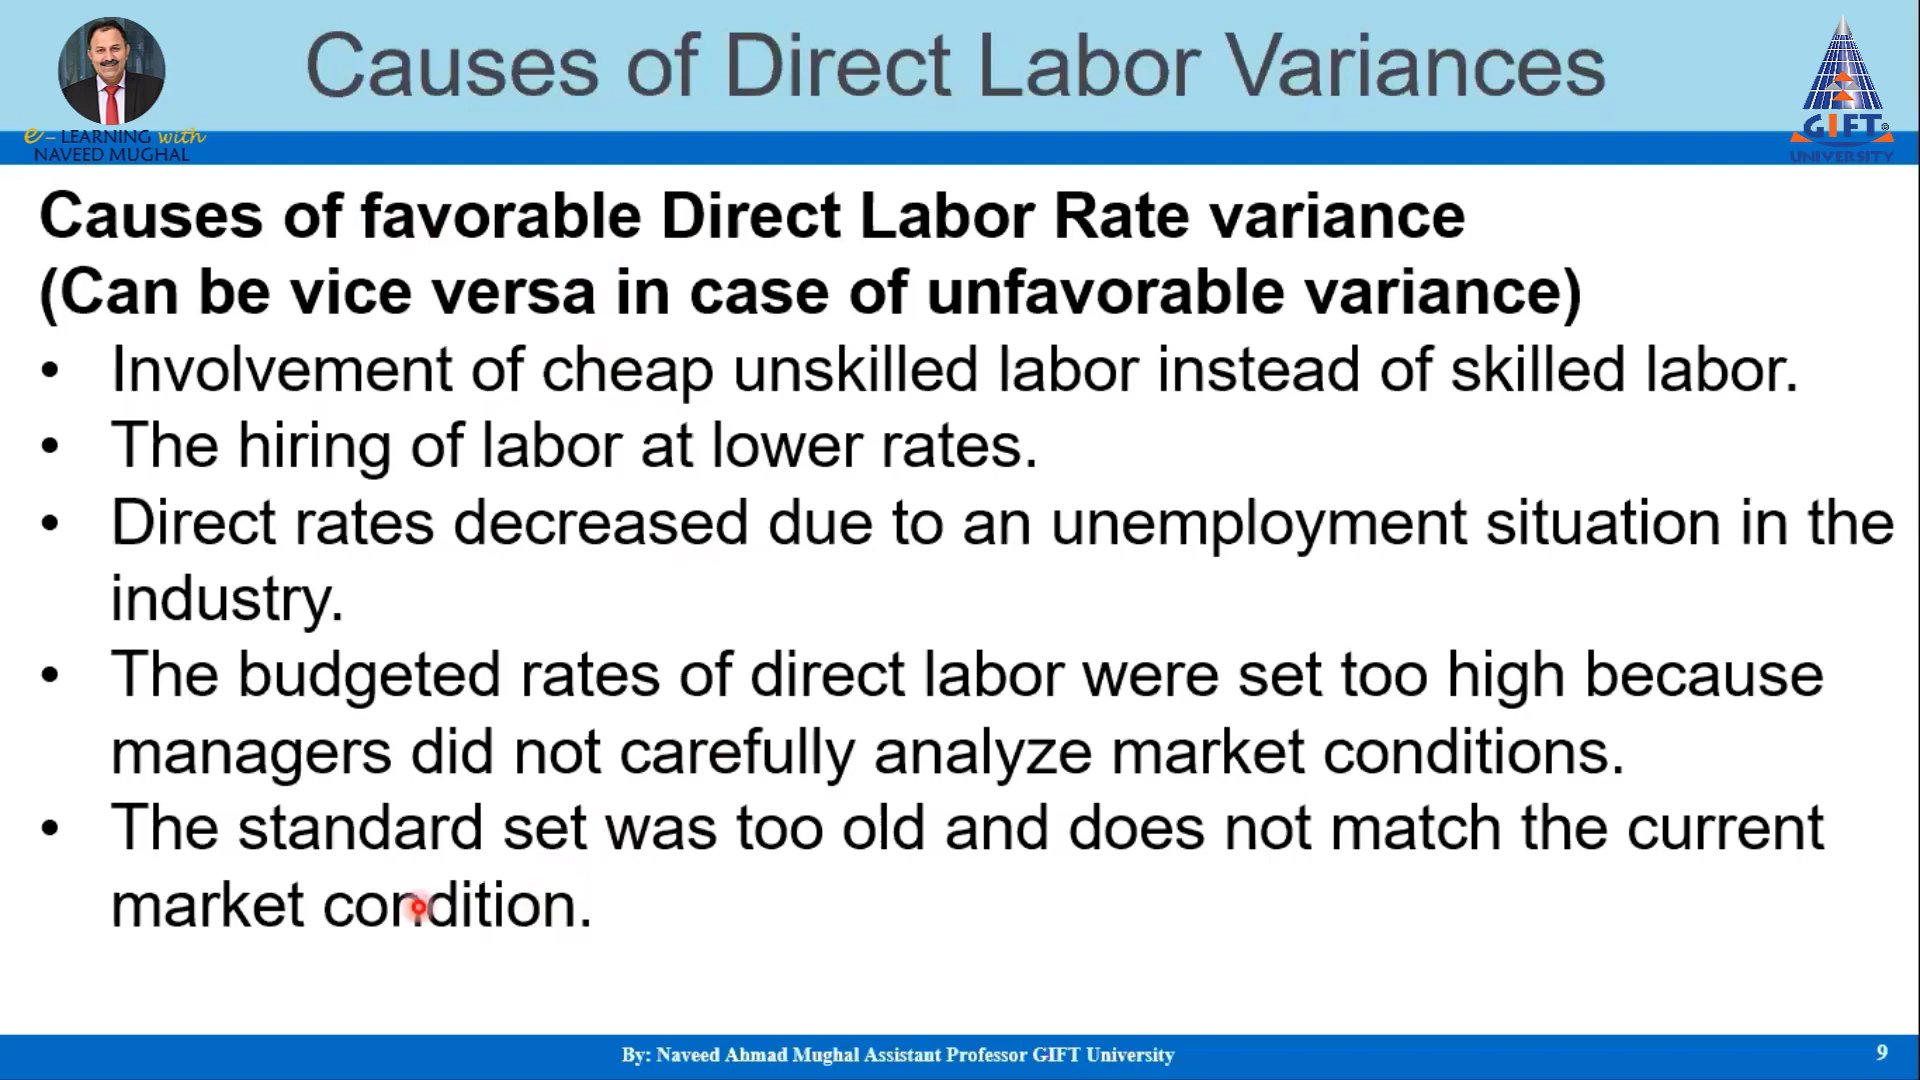 Causes of Direct Labor Variances
e - LEARNING with
NAVEED MUGHAL
GIFT
UNIVERSITY
Causes of favorable Direct Labor Rate variance
(Can be vice versa in case of unfavorable variance)
• Involvement of cheap unskilled labor instead of skilled labor.
• The hiring of labor at lower rates.
• Direct rates decreased due to an unemployment situation in the
industry.
• The budgeted rates of direct labor were set too high because
managers did not carefully analyze market conditions.
• The standard set was too old and does not match the current
market condition.
By: Naveed Ahmad Mughal Assistant Professor GIFT University
9